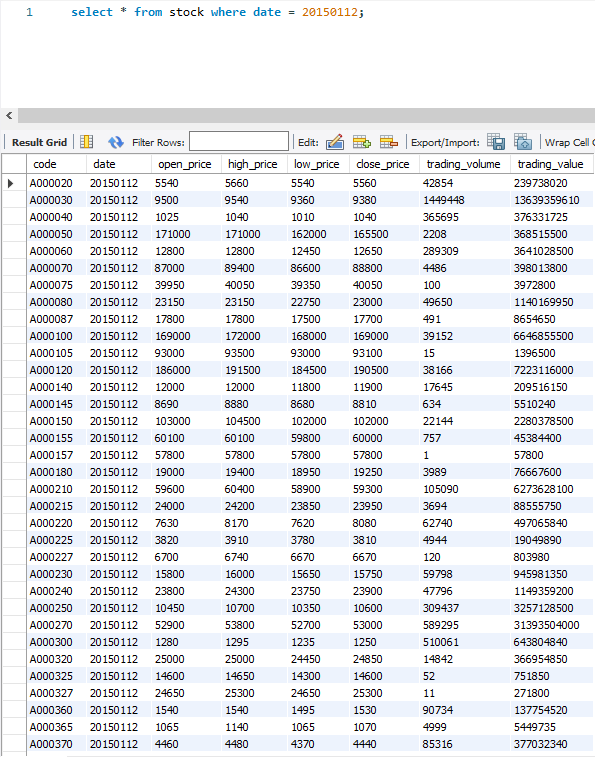 1 select * from stock where date = 20150112;
Result Grid Filter Rows: Edit: Export/Import: Wrap Cell C
code date open_price high_price low_price close_price trading_volume trading_value
A000020 20150112 5540 5660 5540 5560 42854 239738020
A000030 20150112 9500 9540 9360 9380 1449448 13639359610
A000040 20150112 1025 1040 1010 1040 365695 376331725
A000050 20150112 171000 171000 162000 165500 2208 368515500
A000060 20150112 12800 12800 12450 12650 289309 3641028500
A000070 20150112 87000 89400 86600 88800 4486 398013800
A000075 20150112 39950 40050 39350 40050 100 3972800
A000080 20150112 23150 23150 22750 23000 49650 1140169950
A000087 20150112 17800 17800 17500 17700 491 8654650
A000100 20150112 169000 172000 168000 169000 39152 6646855500
A000105 20150112 93000 93500 93000 93100 15 1396500
A000120 20150112 186000 191500 184500 190500 38166 7223116000
A000140 20150112 12000 12000 11800 11900 17645 209516150
A000145 20150112 8690 8880 8680 8810 634 5510240
A000150 20150112 103000 104500 102000 102000 22144 2280378500
A000155 20150112 60100 60100 59800 60000 757 45384400
A000157 20150112 57800 57800 57800 57800 1 57800
A000180 20150112 19000 19400 18950 19250 3989 76667600
A000210 20150112 59600 60400 58900 59300 105090 6273628100
A000215 20150112 24000 24200 23850 23950 3694 88555750
A000220 20150112 7630 8170 7620 8080 62740 497065840
A000225 20150112 3820 3910 3780 3810 4944 19049890
A000227 20150112 6700 6740 6670 6670 120 803980
A000230 20150112 15800 16000 15650 15750 59798 945981350
A000240 20150112 23800 24300 23750 23900 47796 1149359200
A000250 20150112 10450 10700 10350 10600 309437 3257128500
A000270 20150112 52900 53800 52700 53000 589295 31393504000
A000300 20150112 1280 1295 1235 1250 510061 643804840
A000320 20150112 25000 25000 24450 24850 14842 366954850
A000325 20150112 14600 14650 14300 14600 52 751850
A000327 20150112 24650 25300 24650 25300 11 271800
A000360 20150112 1540 1540 1495 1530 90734 137754520
A000365 20150112 1065 1140 1065 1070 4999 5449735
A000370 20150112 4460 4480 4370 4440 85316 377032340